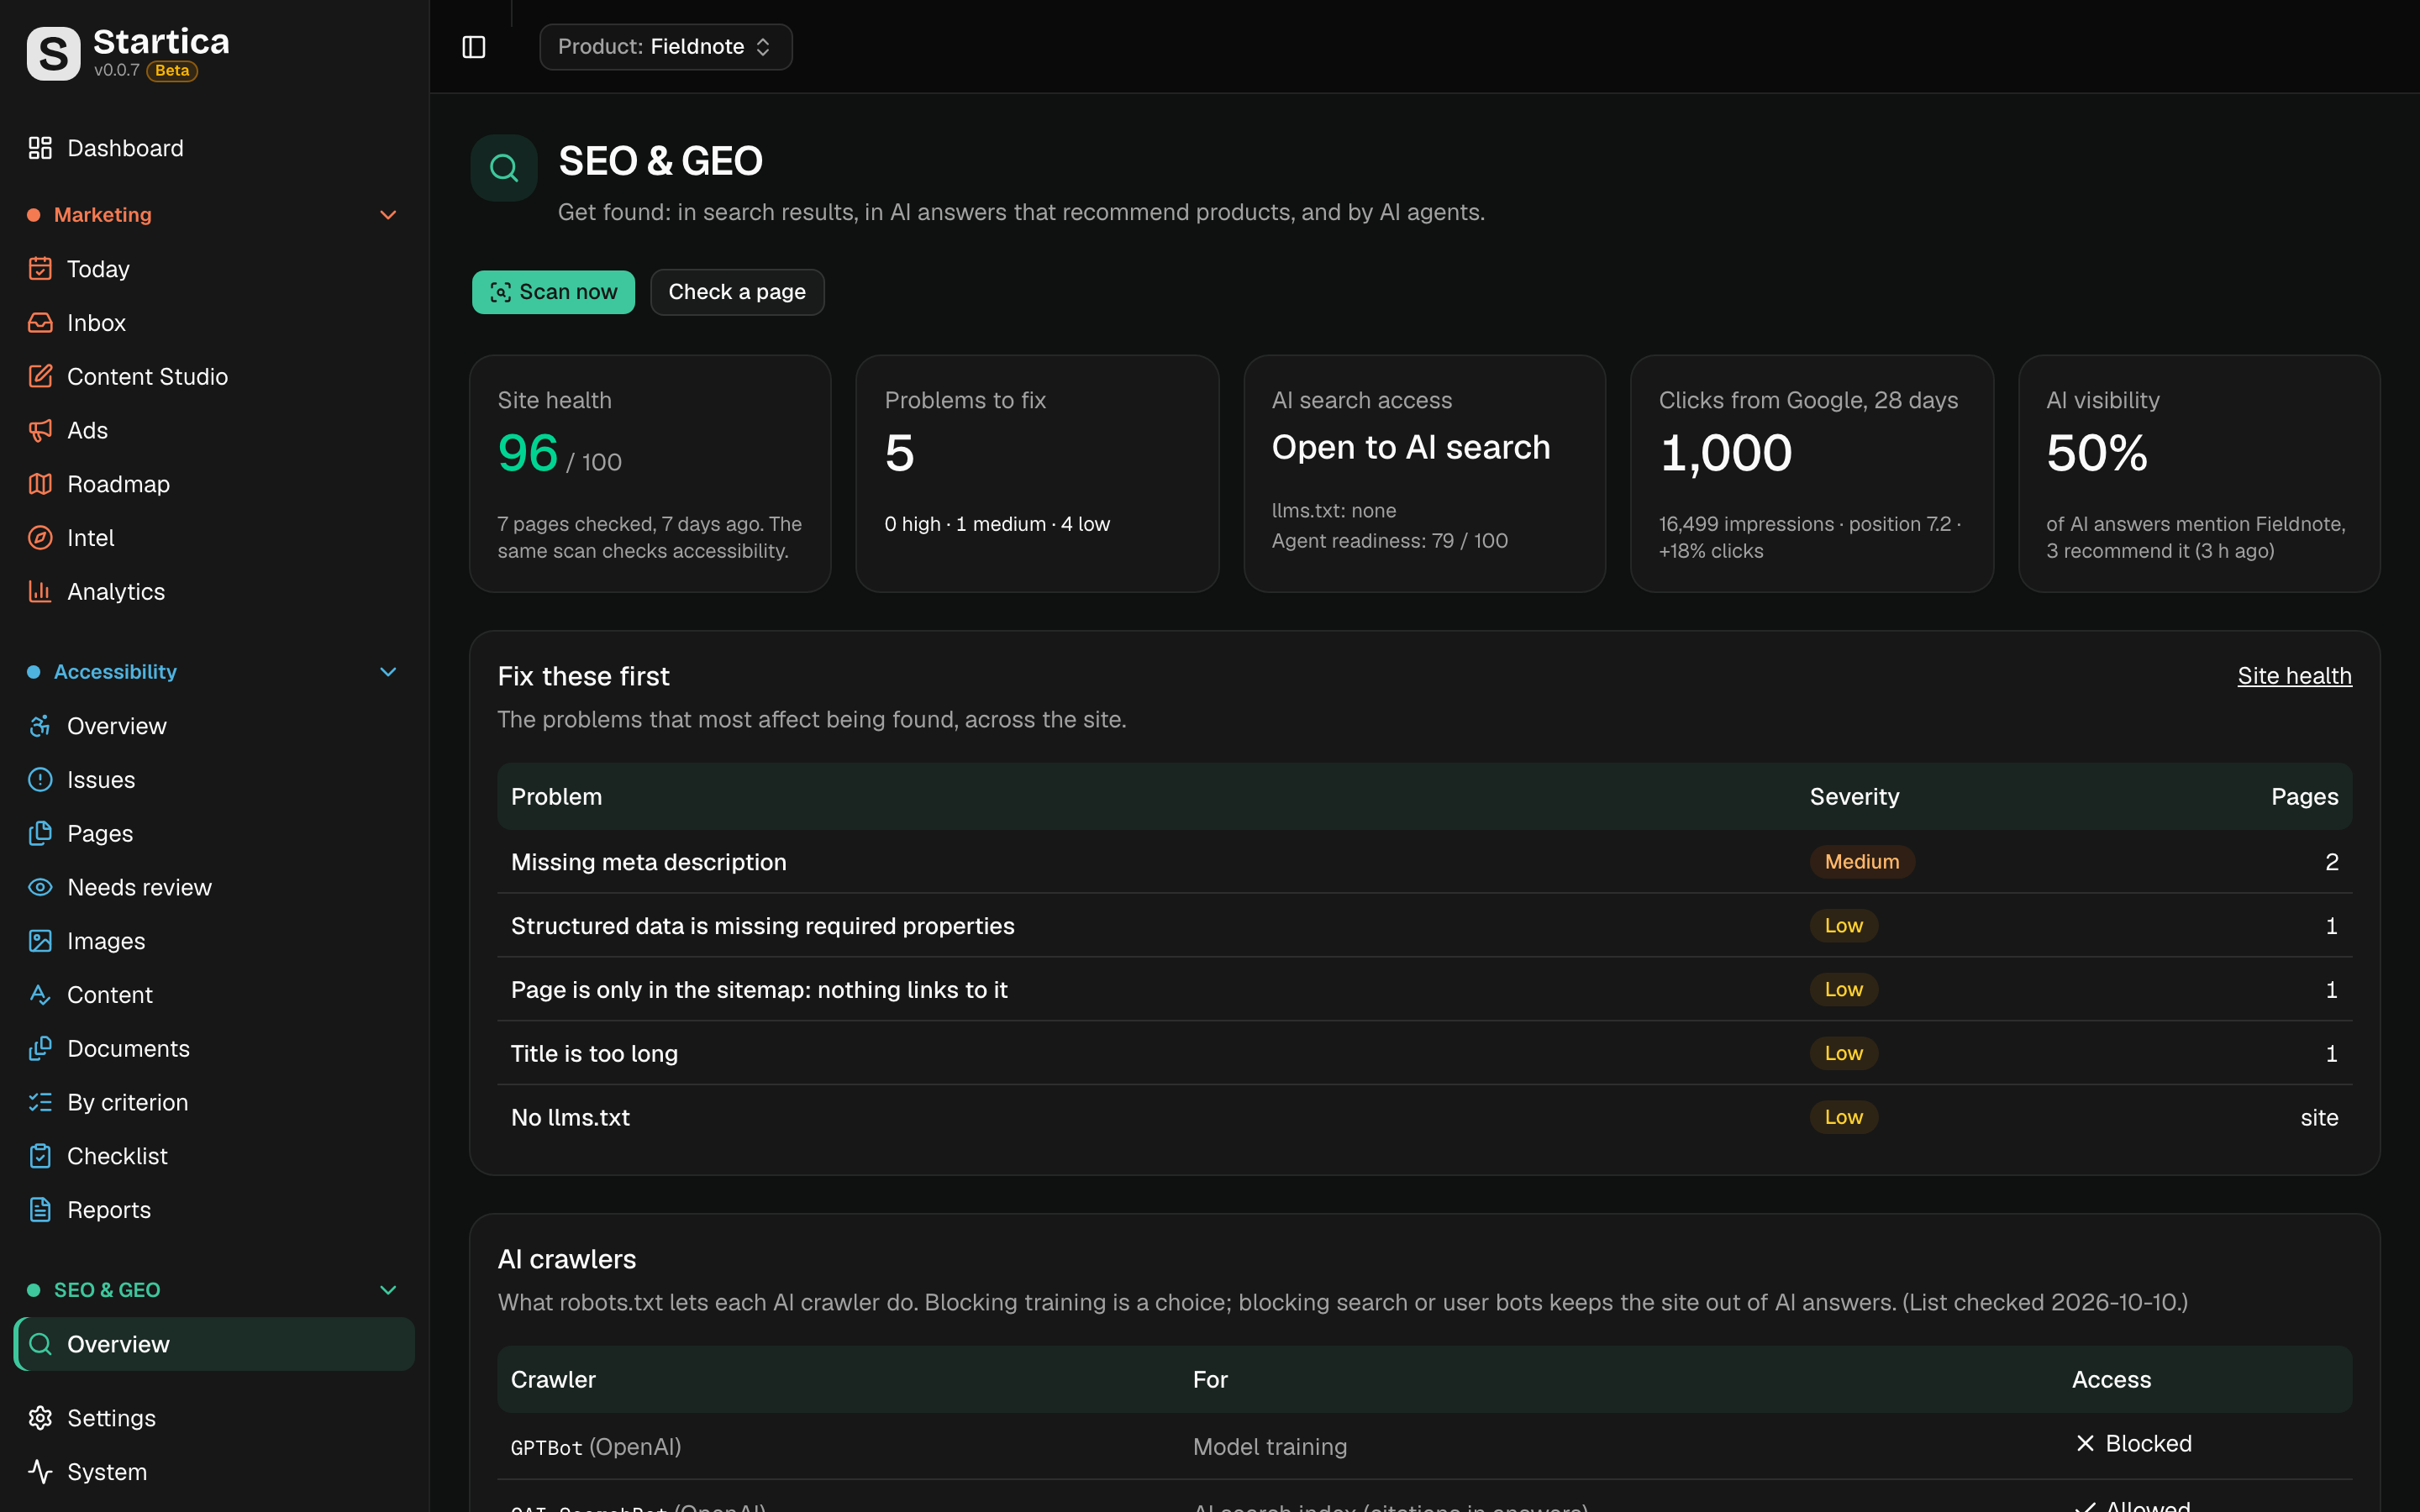 S
Startica
v0.0.7 Beta
Dashboard
Marketing
Today
Inbox
Content Studio
Ads
Roadmap
Intel
Analytics
Accessibility
Overview
Issues
Pages
Needs review
Images
Content
Documents
By criterion
Checklist
Reports
SEO & GEO
Overview
Settings
System
Product: Fieldnote
SEO & GEO
Get found: in search results, in AI answers that recommend products, and by AI agents.
Scan now
Check a page
Site health
96 / 100
7 pages checked, 7 days ago. The
same scan checks accessibility.
Problems to fix
5
0 high · 1 medium · 4 low
AI search access
Open to AI search
llms.txt: none
Agent readiness: 79 / 100
Clicks from Google, 28 days
1,000
16,499 impressions · position 7.2 ·
+18% clicks
AI visibility
50%
of AI answers mention Fieldnote,
3 recommend it (3 h ago)
Fix these first
Site health
The problems that most affect being found, across the site.
Problem Severity Pages
Missing meta description Medium 2
Structured data is missing required properties Low 1
Page is only in the sitemap: nothing links to it Low 1
Title is too long Low 1
No llms.txt Low site
AI crawlers
What robots.txt lets each AI crawler do. Blocking training is a choice; blocking search or user bots keeps the site out of AI answers. (List checked 2026-10-10.)
Crawler For Access
GPTBot (OpenAI) Model training Blocked
OAI-SearchBot (OpenAI) AI search index (citations in answers) Allowed